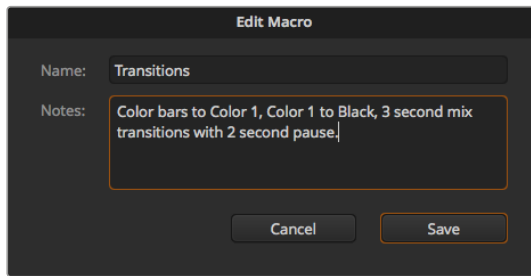 Edit Macro
Name: Transitions
Notes: Color bars to Color 1, Color 1 to Black, 3 second mix
transitions with 2 second pause.
Cancel Save